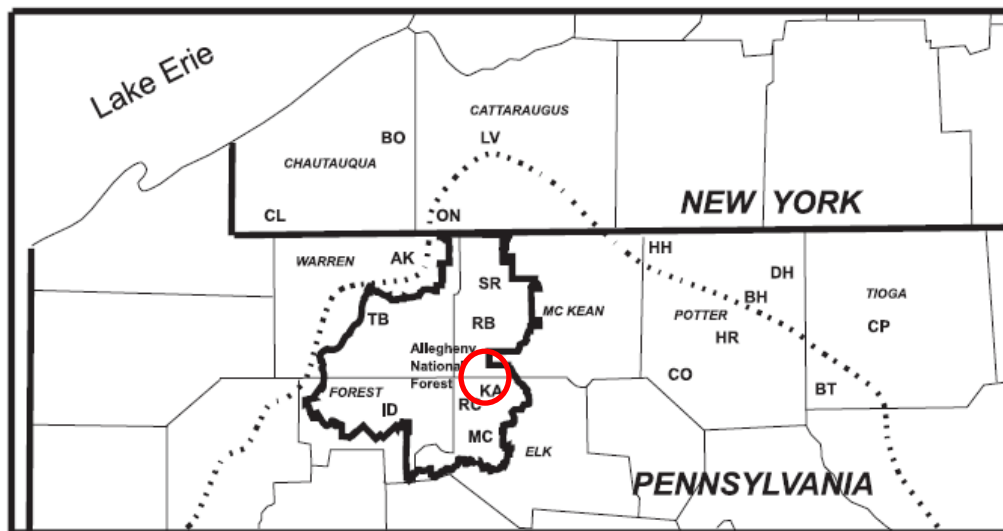 Lake Erie
CATTARAUGUS
BO
LV
CHAUTAUQUA
NEW YORK
CL
ON
HH
WARREN
AK
DH
SR
TIOGA
BH
MC KEAN
POTTER
TB
RB
CP
HR
Allegheny
National
Forest
CO
KA
BT
FOREST
JD
RC
MC
ELK
PENNSYLVANIA